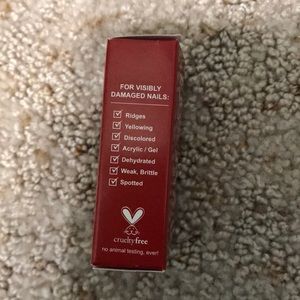 FOR VISIBLY
DAMAGED NAILS:
Ridges
Yellowing
Discolored
Acrylic / Gel
Dehydrated
Weak, Brittle
Spotted
crueltyfree
no animal testing, ever!